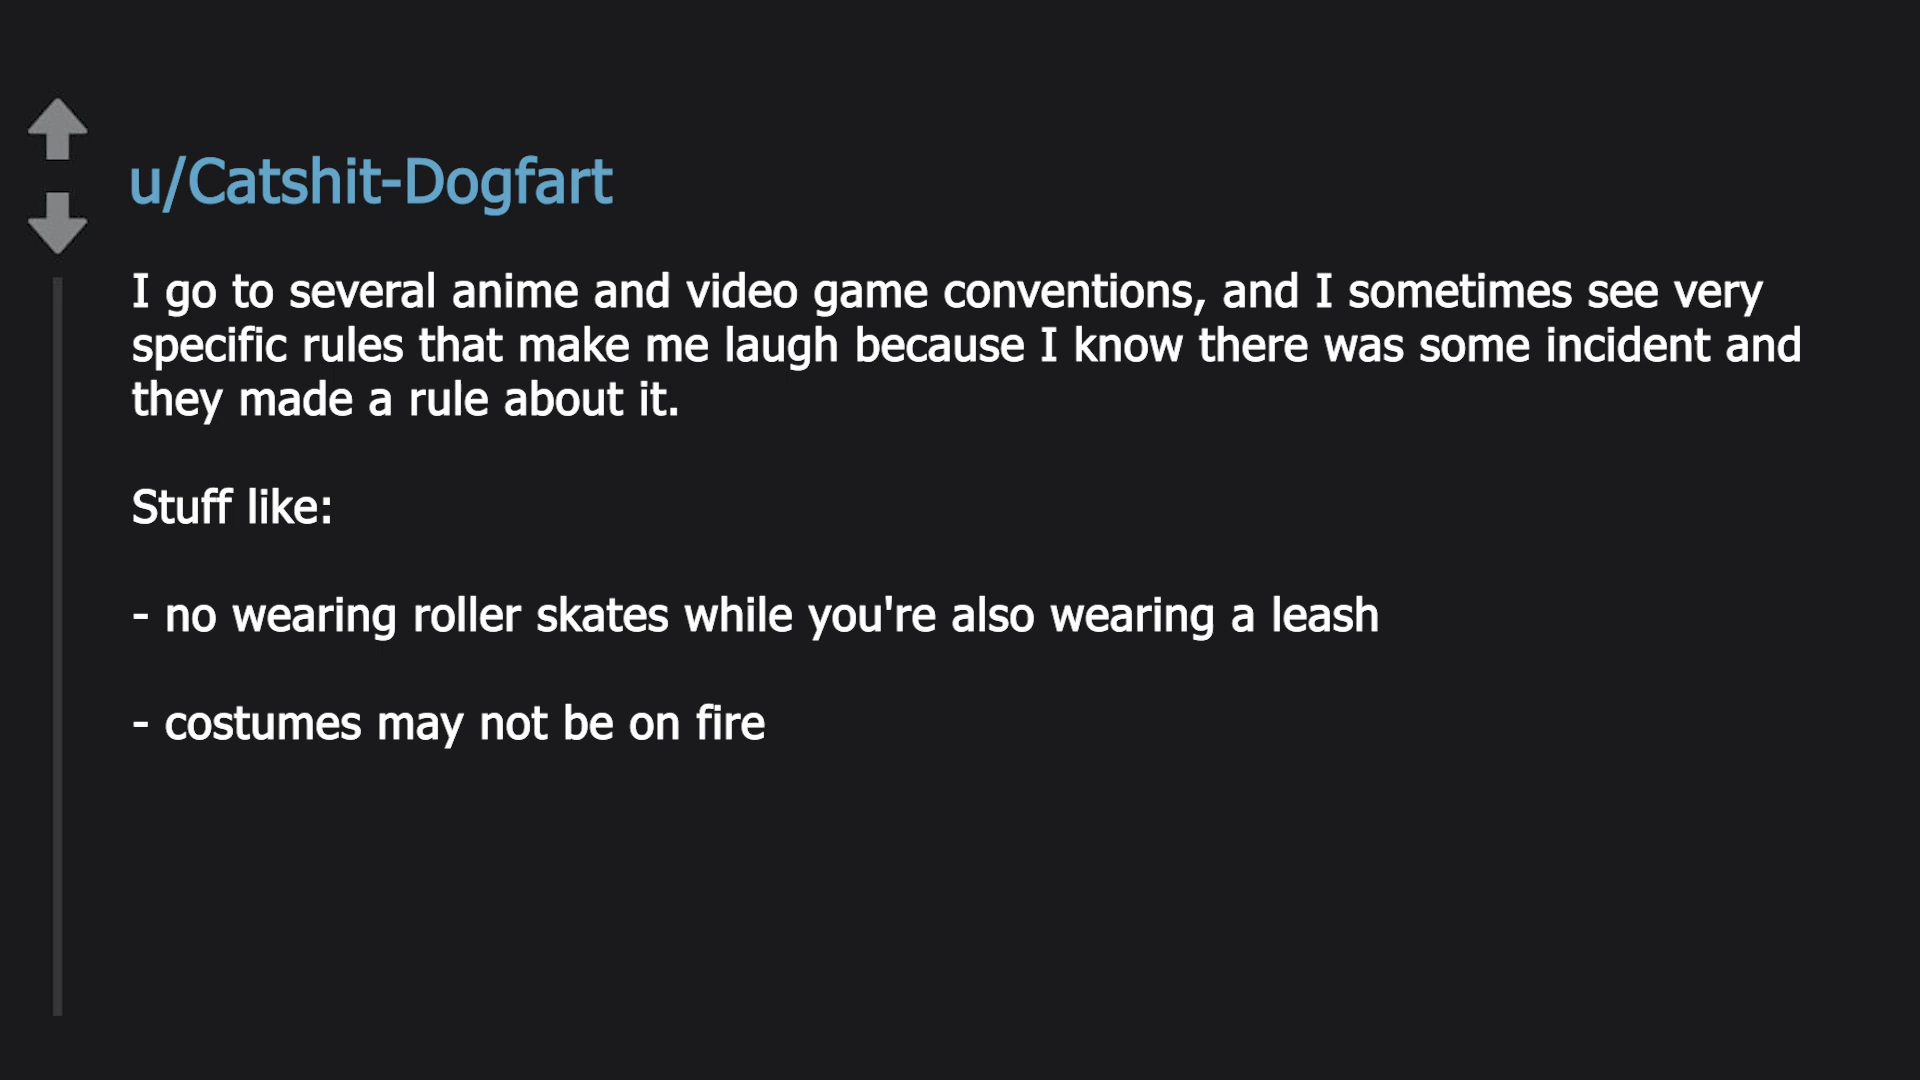 u/Catshit-Dogfart
I go to several anime and video game conventions, and I sometimes see very
specific rules that make me laugh because I know there was some incident and
they made a rule about it.
Stuff like:
- no wearing roller skates while you're also wearing a leash
- costumes may not be on fire